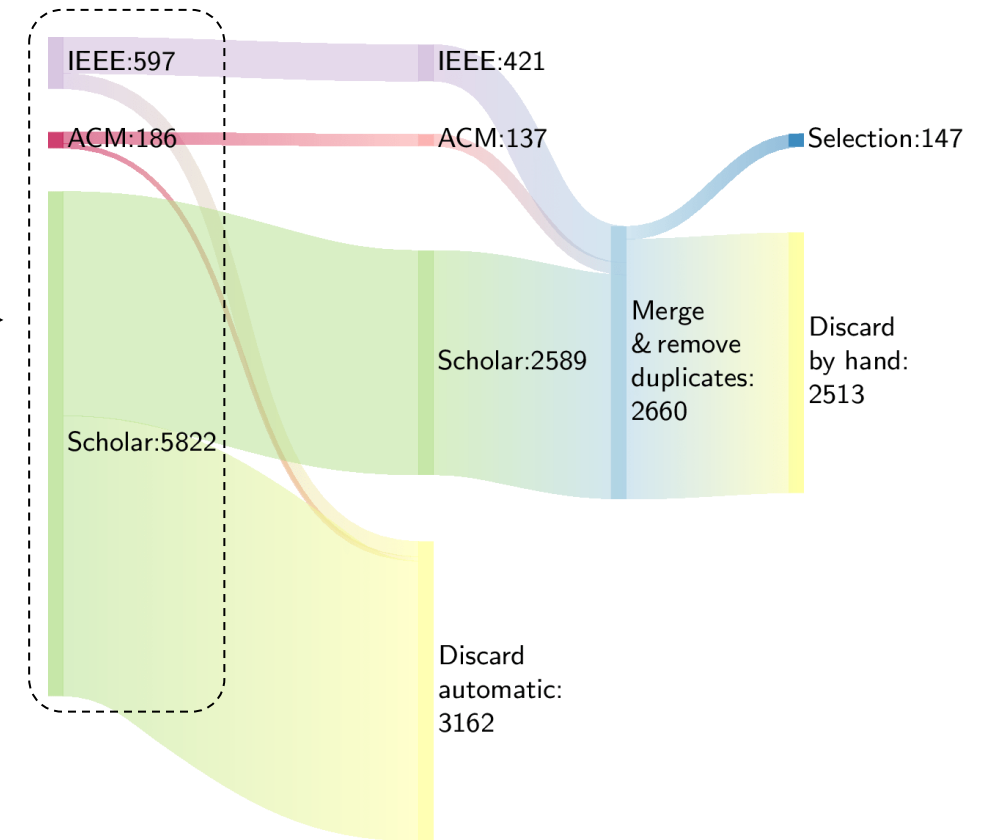 IEEE:597
IEEE:421
ACM:186
ACM:137
Selection:147
Scholar:5822
Scholar:2589
Merge
& remove
duplicates:
2660
Discard
by hand:
2513
Discard
automatic:
3162